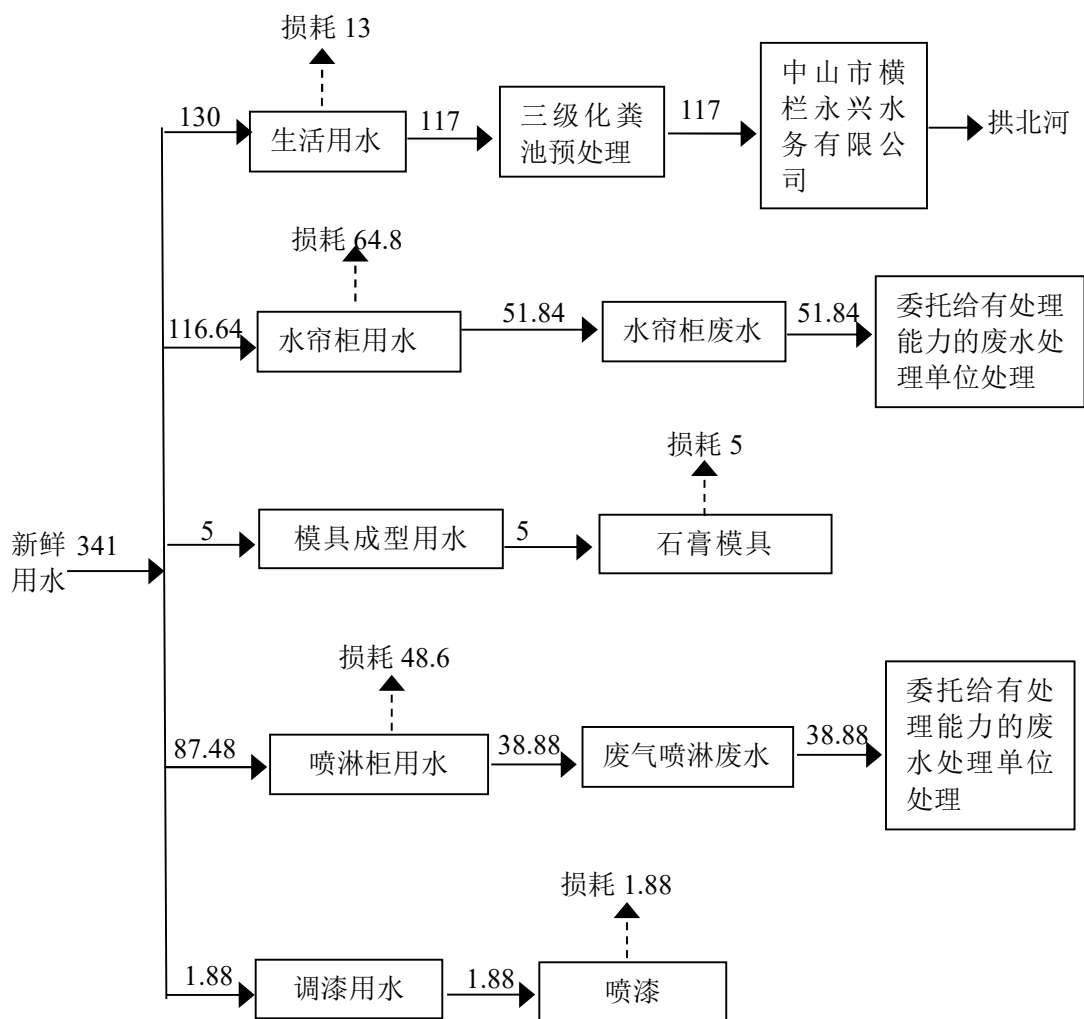 损耗 13
130
生活用水
117
三级化粪
池预处理
117
中山市横
栏永兴水
务有限公
司
拱北河
损耗 64.8
116.64
水帘柜用水
51.84
水帘柜废水
51.84
委托给有处理
能力的废水处
理单位处理
损耗 5
新鲜
用水
341
5
模具成型用水
5
石膏模具
损耗 48.6
87.48
喷淋柜用水
38.88
废气喷淋废水
38.88
委托给有处
理能力的废
水处理单位
处理
损耗 1.88
1.88
调漆用水
1.88
喷漆